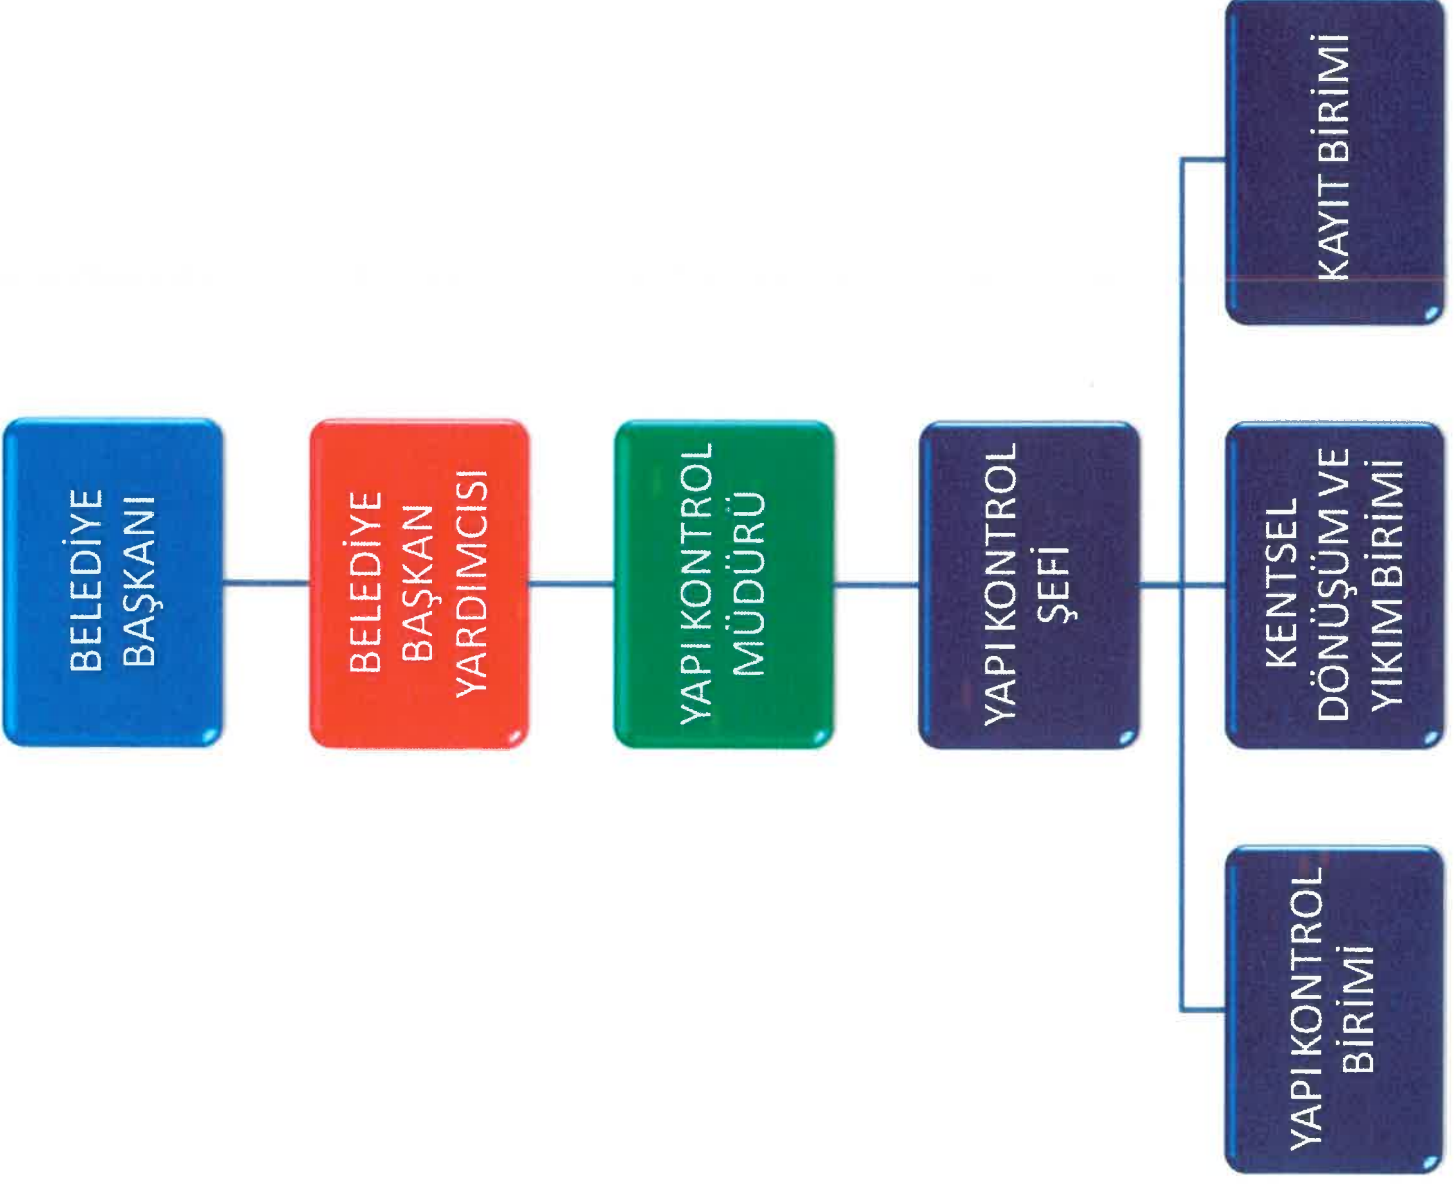 BELEDİYE
BAŞKANI
BELEDİYE
BAŞKAN
YARDIMCISI
YAPI KONTROL
MÜDÜRÜ
YAPI KONTROL
ŞEFİ
YAPI KONTROL
BİRİMİ
KENTSEL
DÖNÜŞÜM VE
YIKIM BİRİMİ
KAYIT BİRİMİ